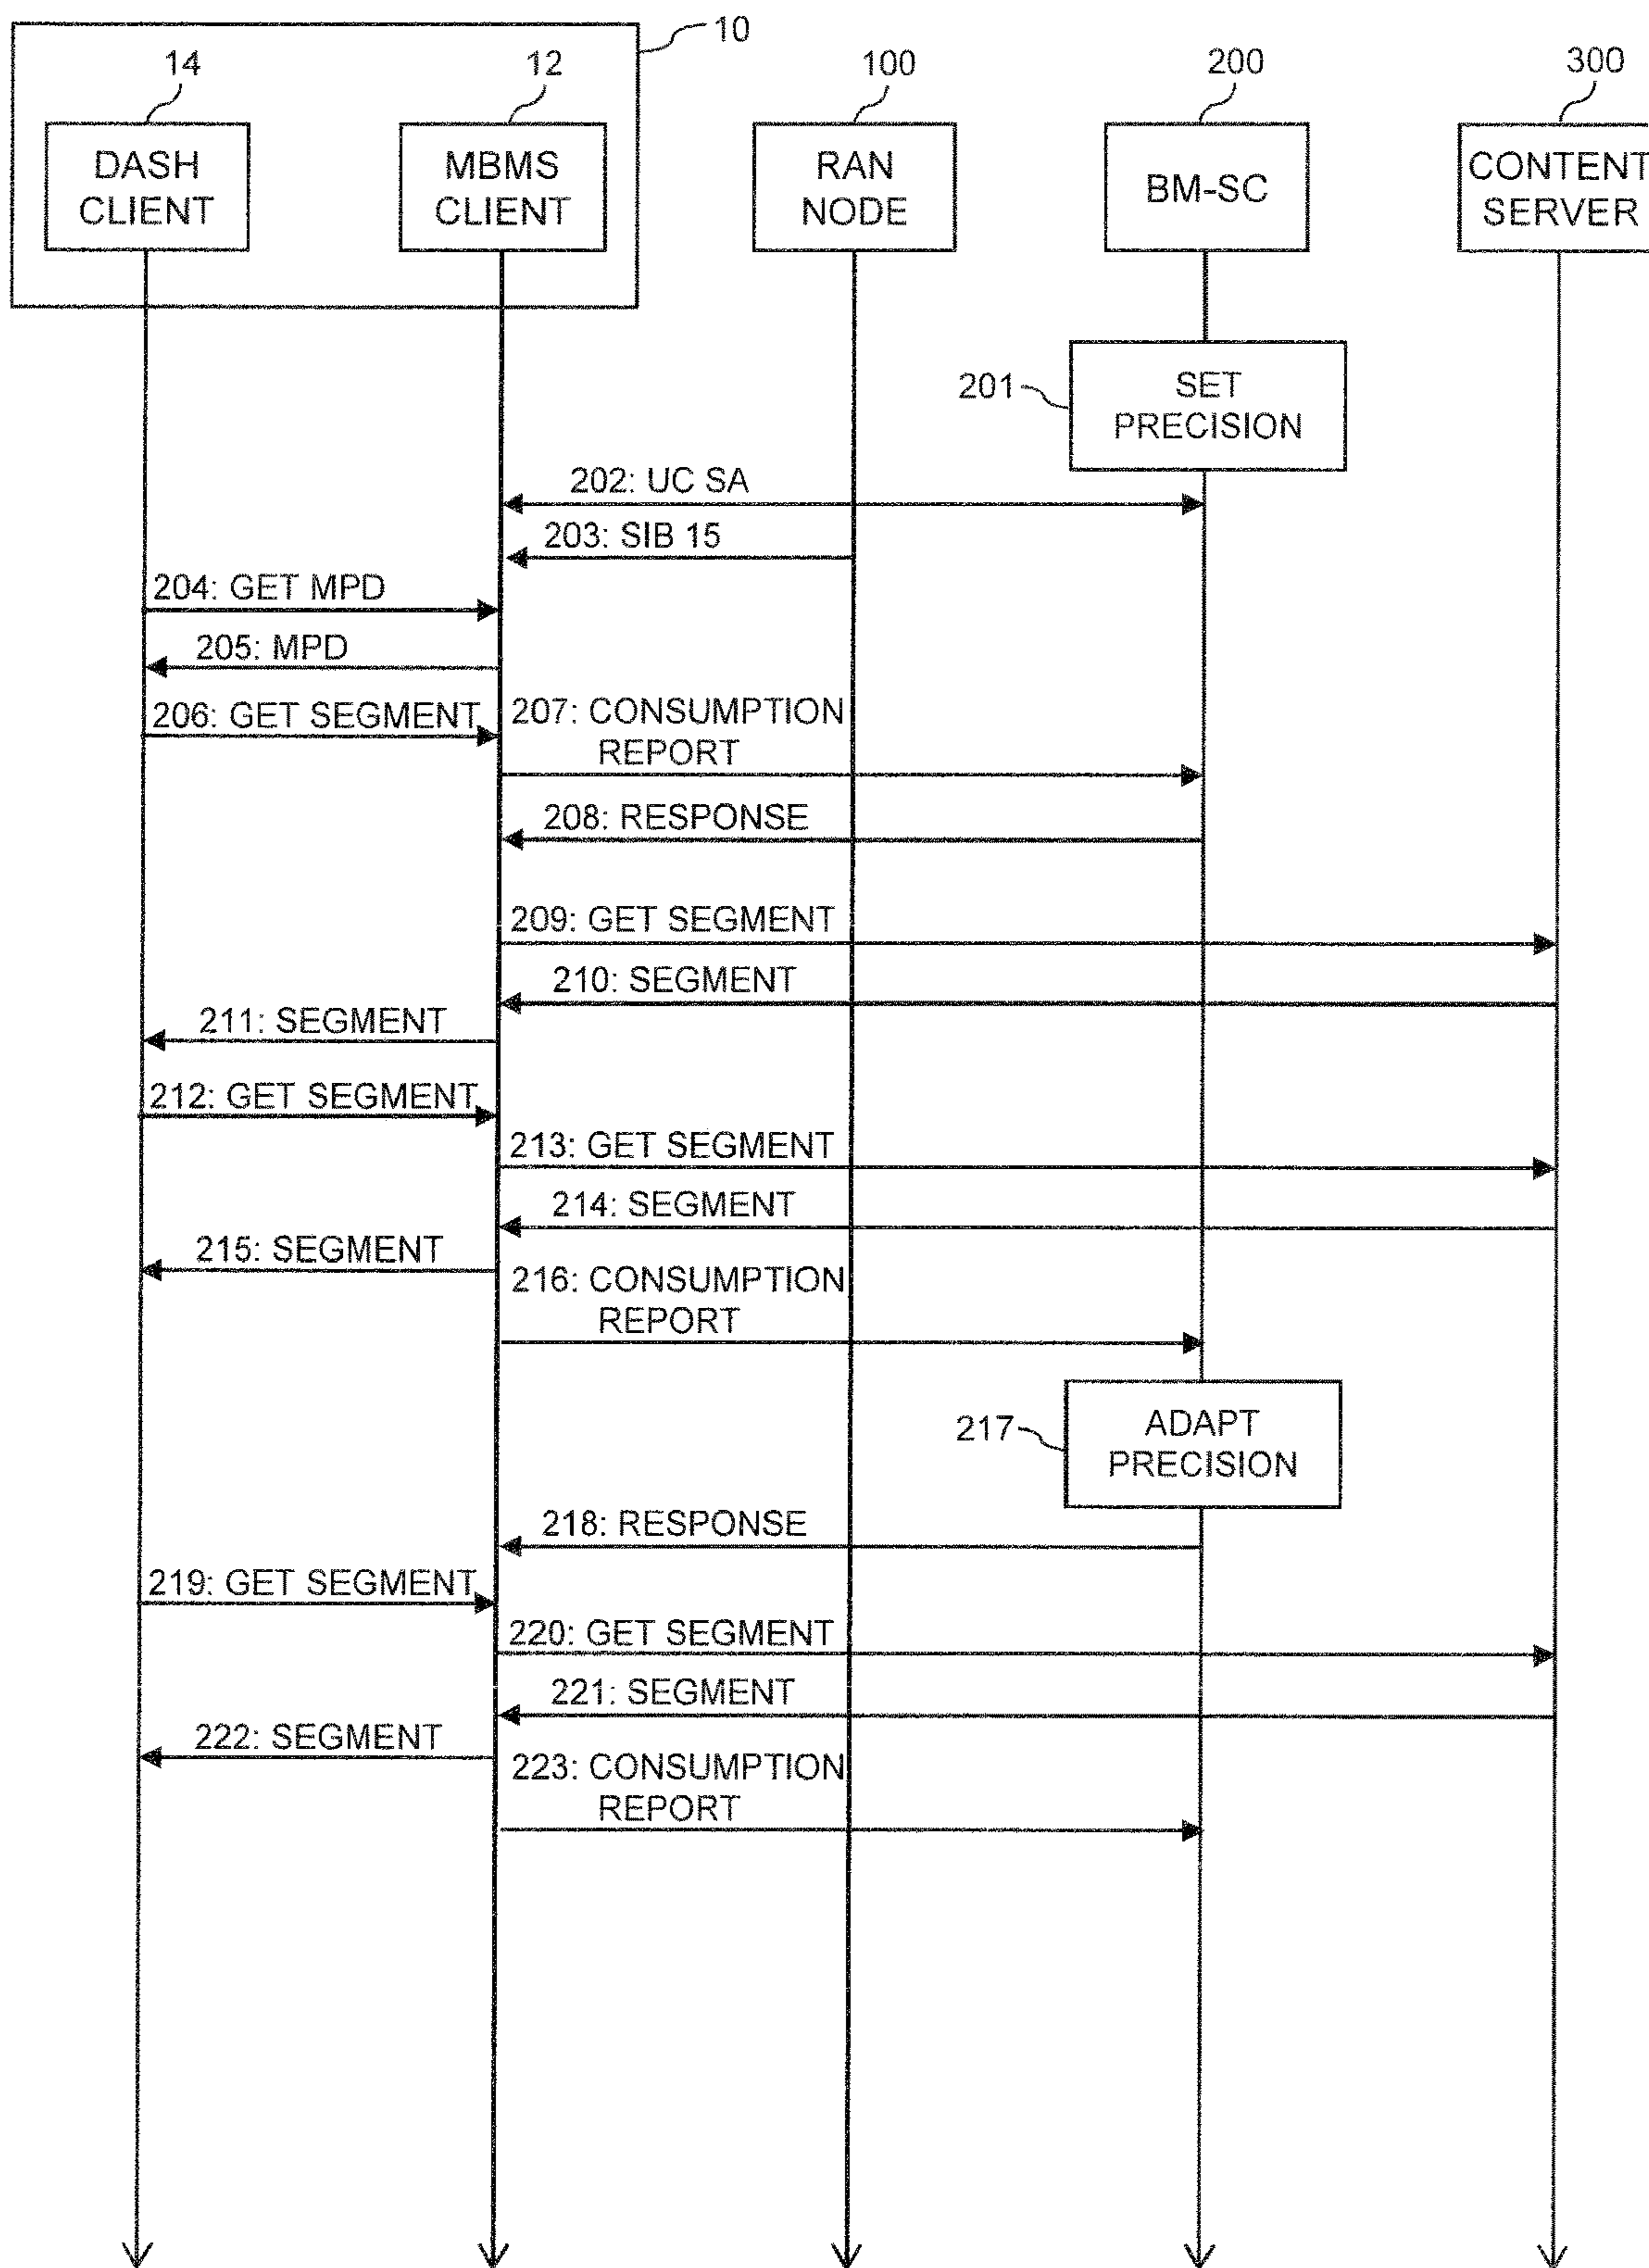 10
14
12
100
200
300
DASH
CLIENT
MBMS
CLIENT
RAN
NODE
BM-SC
CONTENT
SERVER
201
SET
PRECISION
202: UC SA
203: SIB 15
204: GET MPD
205: MPD
206: GET SEGMENT
207: CONSUMPTION
REPORT
208: RESPONSE
209: GET SEGMENT
210: SEGMENT
211: SEGMENT
212: GET SEGMENT
213: GET SEGMENT
214: SEGMENT
215: SEGMENT
216: CONSUMPTION
REPORT
217
ADAPT
PRECISION
218: RESPONSE
219: GET SEGMENT
220: GET SEGMENT
221: SEGMENT
222: SEGMENT
223: CONSUMPTION
REPORT